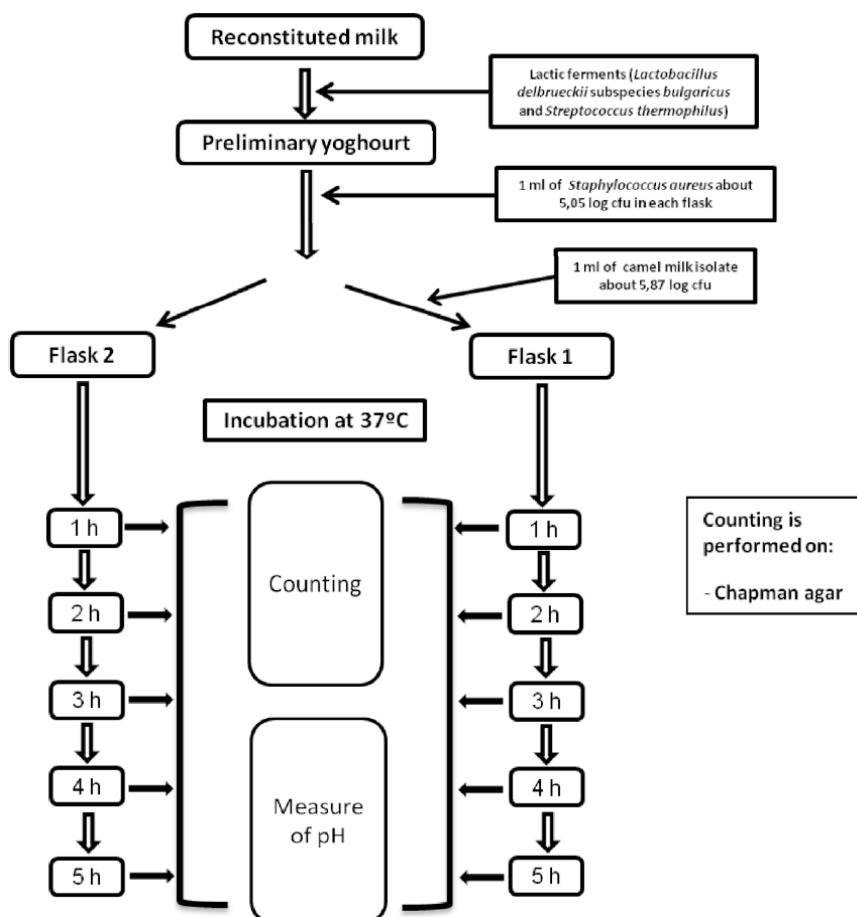 Reconstituted milk
Lactic ferments (Lactobacillus
delbrueckii subspecies bulgaricus
and Streptococcus thermophilus)
Preliminary yoghourt
1 ml of Staphylococcus aureus about
5,05 log cfu in each flask
1 ml of camel milk isolate
about 5,87 log cfu
Flask 2
Flask 1
Incubation at 37ºC
1 h
2 h
3 h
4 h
5 h
Counting
Measure
of pH
1 h
2 h
3 h
4 h
5 h
Counting is
performed on:
- Chapman agar